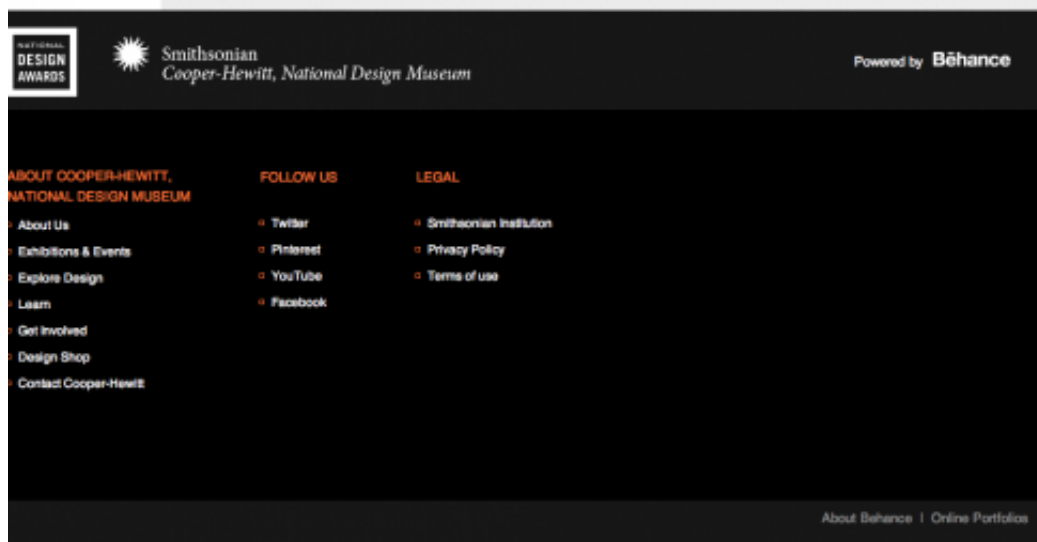 NATIONAL
DESIGN
AWARDS
Smithsonian
Cooper-Hewitt, National Design Museum
Powered by Bēhance
ABOUT COOPER-HEWITT,
NATIONAL DESIGN MUSEUM
About Us
Exhibitions & Events
Explore Design
Learn
Get Involved
Design Shop
Contact Cooper-Hewitt
FOLLOW US
Twitter
Pinterest
YouTube
Facebook
LEGAL
Smithsonian Institution
Privacy Policy
Terms of use
About Behance | Online Portfolios